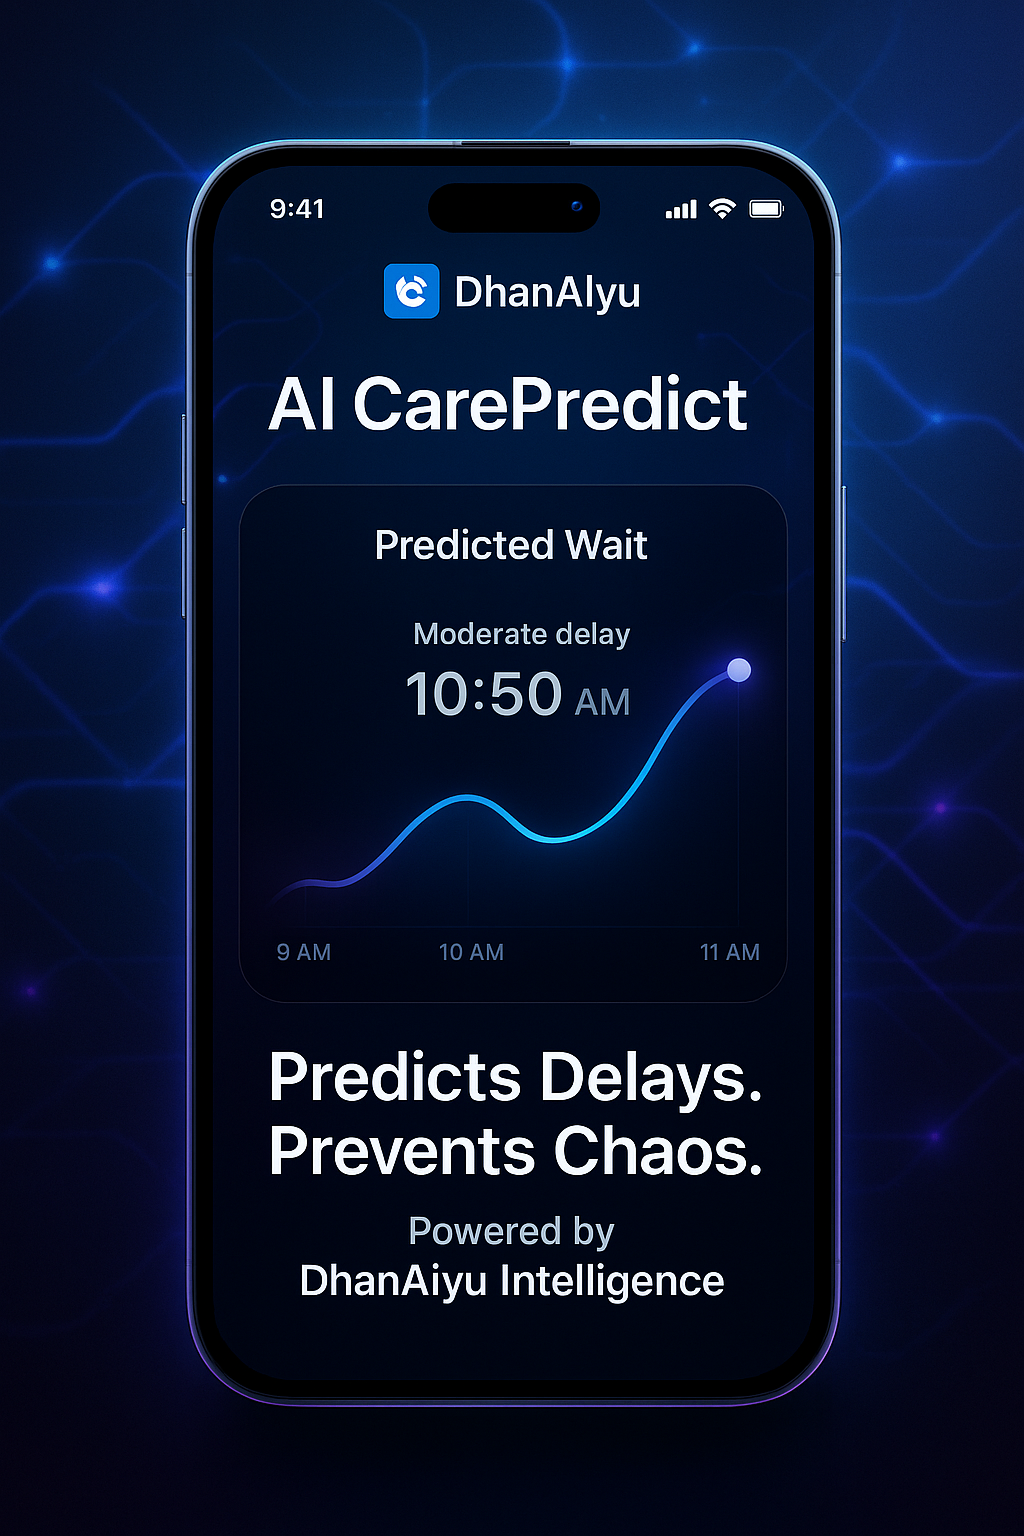 9:41
DhanAIyu
AI CarePredict
Predicted Wait
Moderate delay
10:50 AM
9 AM 10 AM 11 AM
Predicts Delays.
Prevents Chaos.
Powered by
DhanAiyu Intelligence